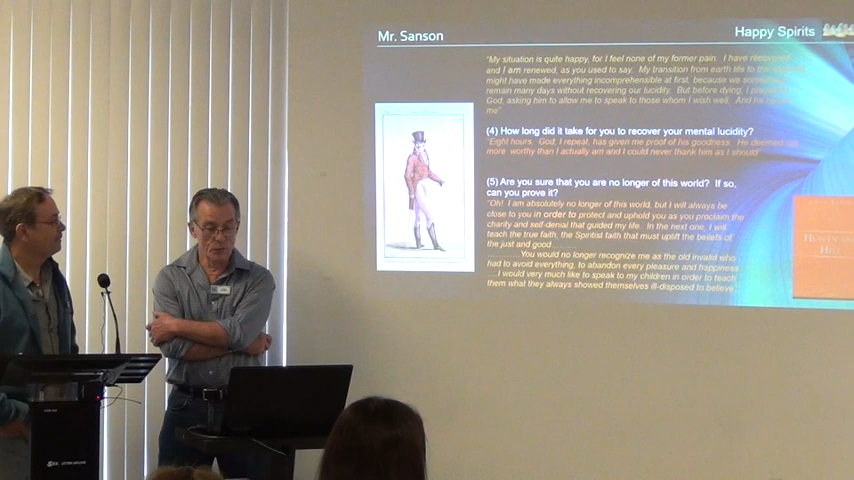 Mr. Sanson
Happy Spirits
"My situation is quite happy, for I feel none of my former pain. I have
and I am renewed, as you used to say. My transition from earth life to the
might have made everything incomprehensible at first, because we
remain many days without recovering our lucidity. But before dying, I
God, asking him to allow me to speak to those whom I wish well. And he
me"
(4) How long did it take for you to recover your mental lucidity?
"Eight hours. God, I repeat, has given me proof of his goodness. He deemed
more worthy than I actually am and I could never thank him as I should"
(5) Are you sure that you are no longer of this world? If so,
can you prove it?
"Oh! I am absolutely no longer of this world, but I will always be
close to you in order to protect and uphold you as you proclaim the
charity and self-denial that guided my life. In the next one, I will
teach the true faith, the Spiritist faith that must uplift the beliefs of
the just and good...........
............You would no longer recognize me as the old invalid who
had to avoid everything, to abandon every pleasure and happiness
....I would very much like to speak to my children in order to teach
them what they always showed themselves ill-disposed to believe"
Heaven and
Hell